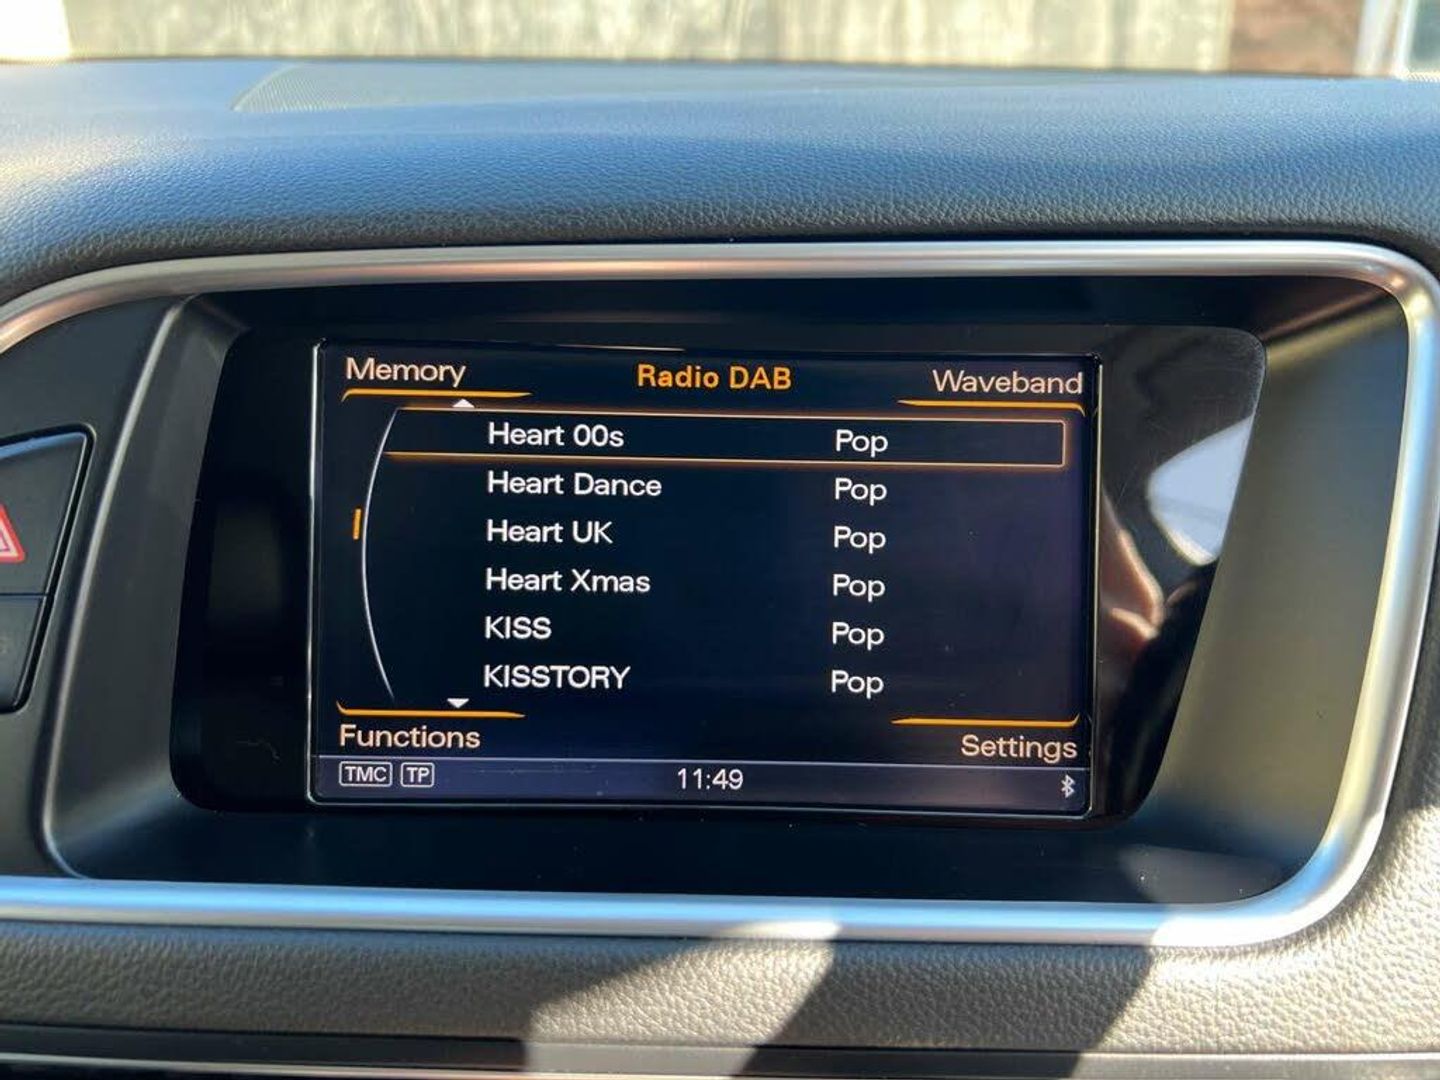 Memory Radio DAB Waveband
Heart 00s Pop
Heart Dance Pop
Heart UK Pop
Heart Xmas Pop
KISS Pop
KISSTORY Pop
Functions Settings
TMC TP 11:49